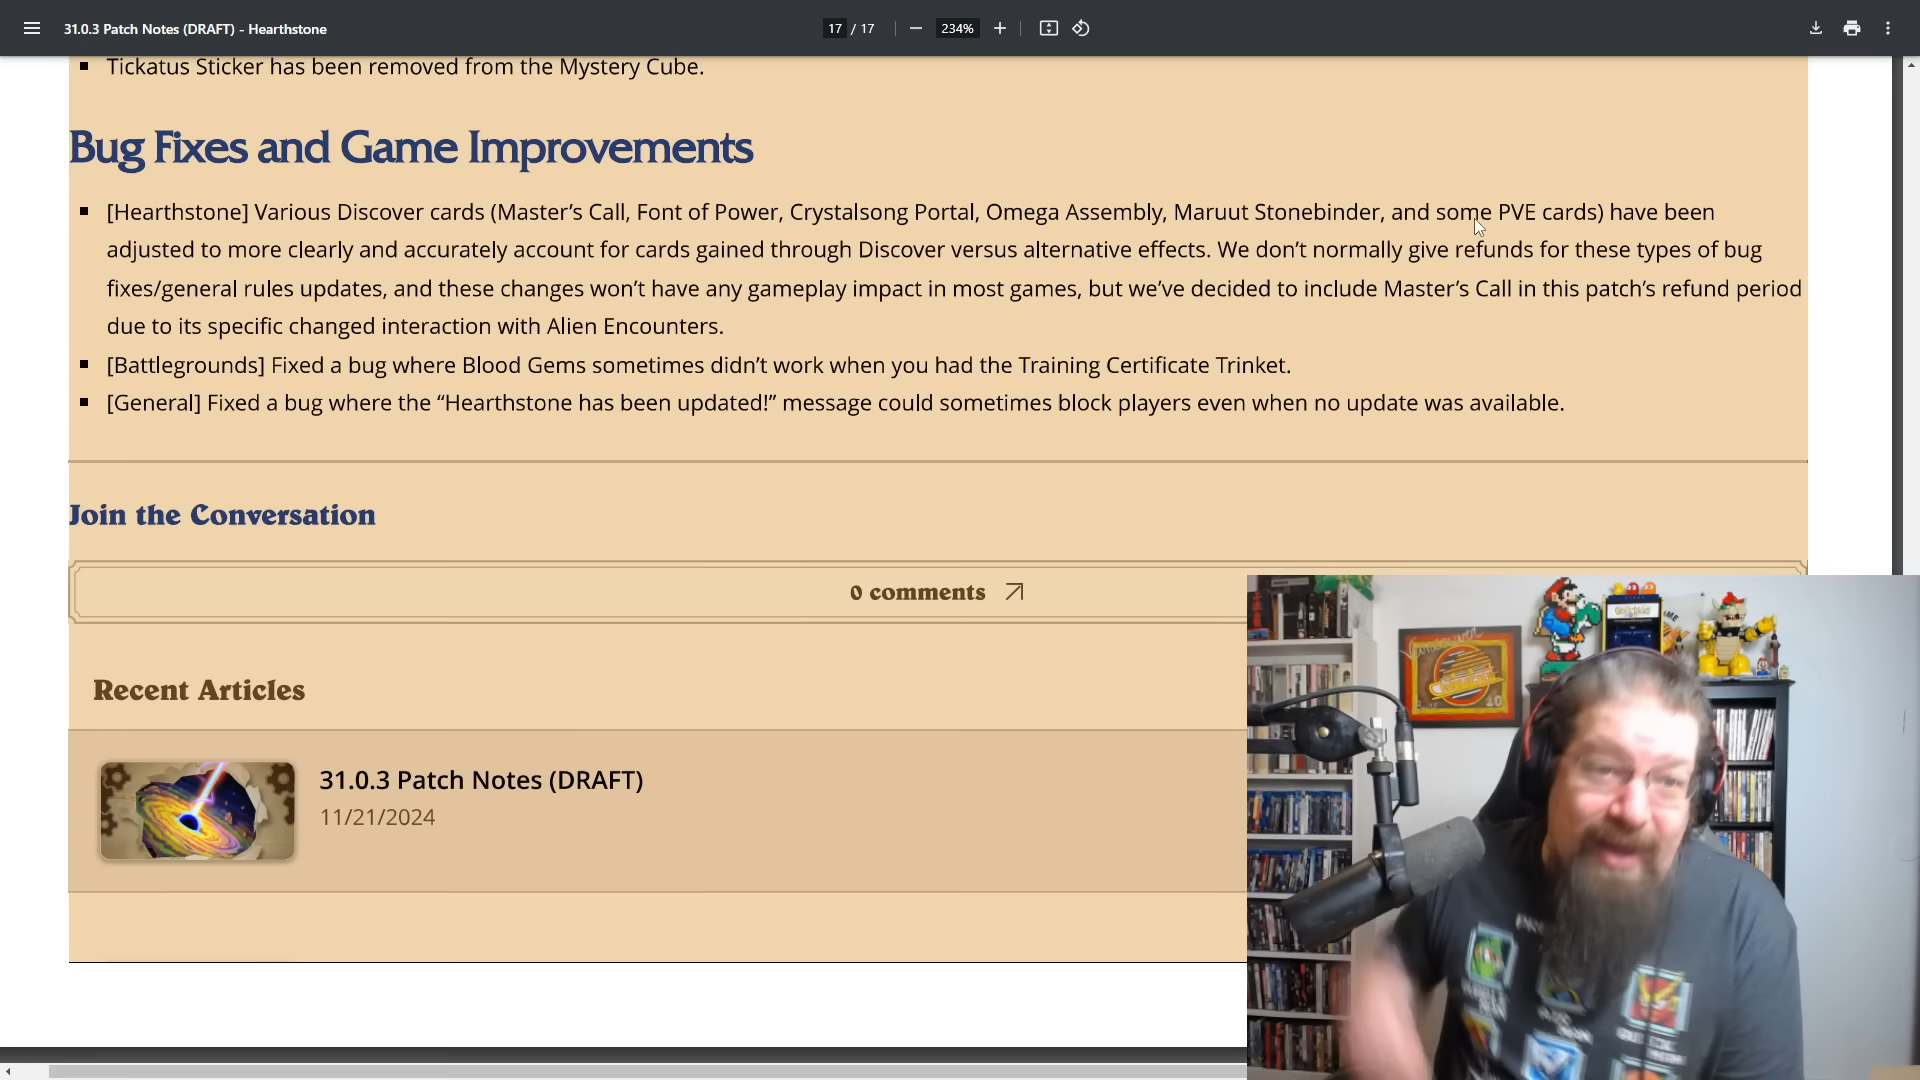 31.0.3 Patch Notes (DRAFT) - Hearthstone
17 / 17
234%
Tickatus Sticker has been removed from the Mystery Cube.
Bug Fixes and Game Improvements
[Hearthstone] Various Discover cards (Master’s Call, Font of Power, Crystalsong Portal, Omega Assembly, Maruut Stonebinder, and some PVE cards) have been
adjusted to more clearly and accurately account for cards gained through Discover versus alternative effects. We don’t normally give refunds for these types of bug
fixes/general rules updates, and these changes won’t have any gameplay impact in most games, but we’ve decided to include Master’s Call in this patch’s refund period
due to its specific changed interaction with Alien Encounters.
[Battlegrounds] Fixed a bug where Blood Gems sometimes didn’t work when you had the Training Certificate Trinket.
[General] Fixed a bug where the “Hearthstone has been updated!” message could sometimes block players even when no update was available.
Join the Conversation
0 comments
Recent Articles
31.0.3 Patch Notes (DRAFT)
11/21/2024